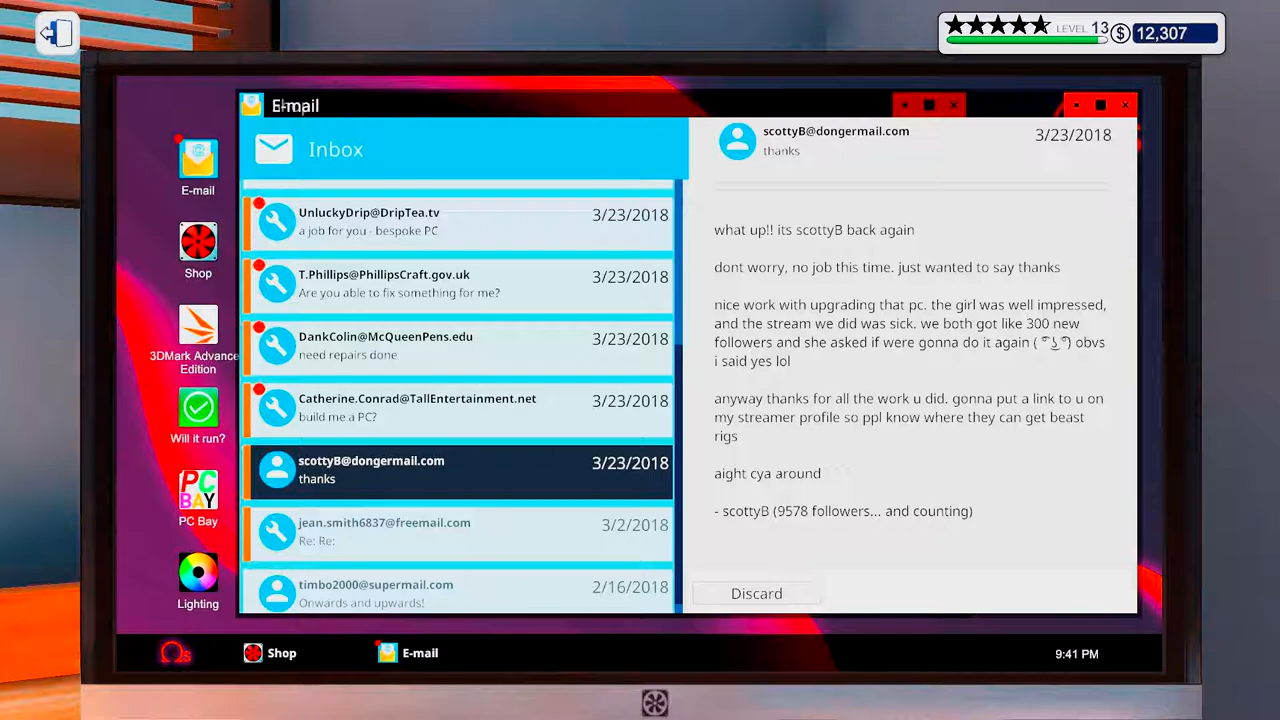 LEVEL 13
12,307
E-mail
Inbox
UnluckyDrip@DripTea.tv
3/23/2018
a job for you - bespoke PC
T.Phillips@PhillipsCraft.gov.uk
3/23/2018
Are you able to fix something for me?
DankColin@McQueenPens.edu
3/23/2018
need repairs done
Catherine.Conrad@TallEntertainment.net
3/23/2018
build me a PC?
scottyB@dongermail.com
3/23/2018
thanks
jean.smith6837@freemail.com
3/2/2018
Re: Re:
timbo2000@supermail.com
2/16/2018
Onwards and upwards!
scottyB@dongermail.com
3/23/2018
thanks
what up!! its scottyB back again
dont worry, no job this time. just wanted to say thanks
nice work with upgrading that pc. the girl was well impressed,
and the stream we did was sick. we both got like 300 new
followers and she asked if were gonna do it again ( ͡° ͜ʖ ͡°) obvs
i said yes lol
anyway thanks for all the work u did. gonna put a link to u on
my streamer profile so ppl know where they can get beast
rigs
aight cya around
- scottyB (9578 followers... and counting)
Discard
E-mail
Shop
3DMark Advance
Edition
Will it run?
PC BAY
PC Bay
Lighting
Ωs
Shop
E-mail
9:41 PM